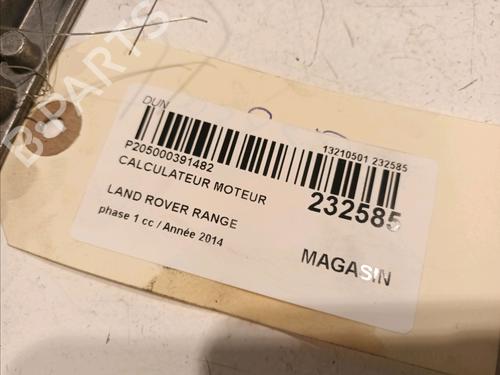 DUN
13210501 232585
P205000391482
CALCULATEUR MOTEUR
232585
LAND ROVER RANGE
phase 1 cc / Année 2014
MAGASIN
B-PARTS